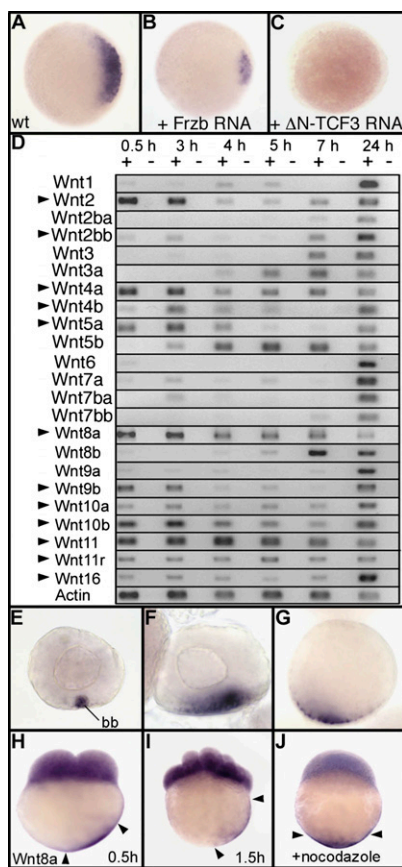 A B C
wt + Frzb RNA + ΔN-TCF3 RNA
D 0.5 h 3 h 4 h 5 h 7 h 24 h
+ - + - + - + - + - + -
Wnt1
Wnt2
Wnt2ba
Wnt2bb
Wnt3
Wnt3a
Wnt4a
Wnt4b
Wnt5a
Wnt5b
Wnt6
Wnt7a
Wnt7ba
Wnt7bb
Wnt8a
Wnt8b
Wnt9a
Wnt9b
Wnt10a
Wnt10b
Wnt11
Wnt11r
Wnt16
Actin
E F G
bb
H I J
Wnt8a 0.5h 1.5h +nocodazole